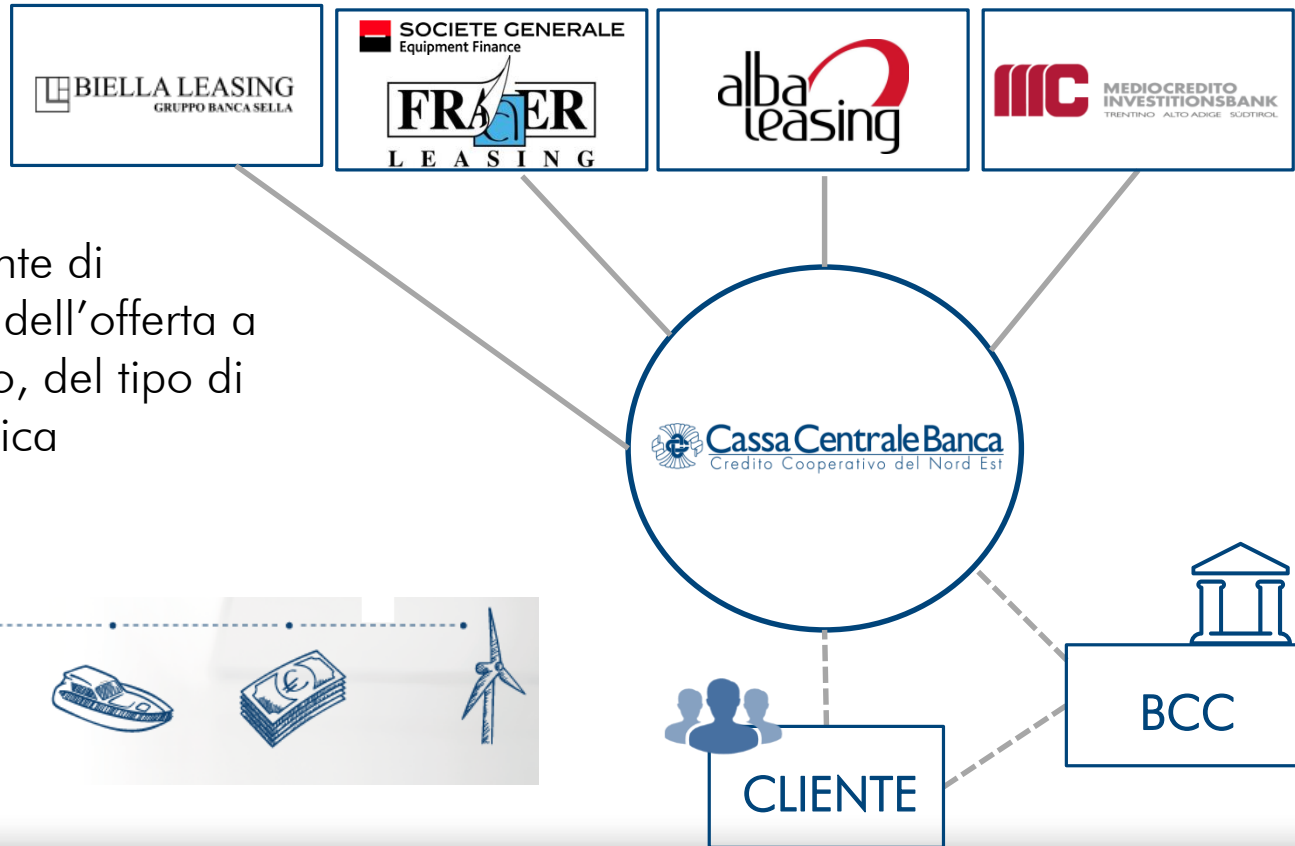 BIELLA LEASING
GRUPPO BANCA SELLA
SOCIETE GENERALE
Equipment Finance
FRAER
LEASING
alba
leasing
MEDIOCREDITO
INVESTITIONSBANK
TRENTINO ALTO ADIGE SÜDTIROL
nte di
dell’offerta a
o, del tipo di
ica
Cassa Centrale Banca
Credito Cooperativo del Nord Est
€
BCC
CLIENTE